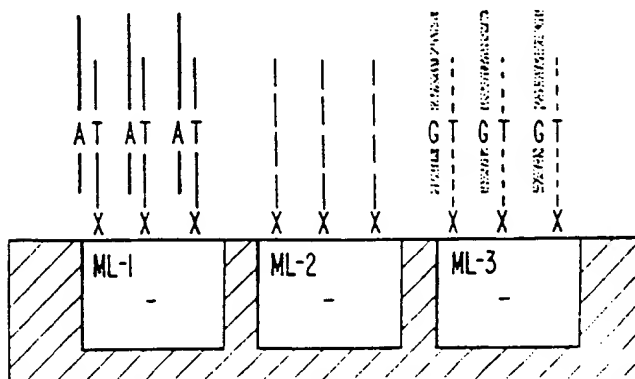 A T A T A T G T G T G T
X X X X X X X X X
ML-1 ML-2 ML-3
- - -